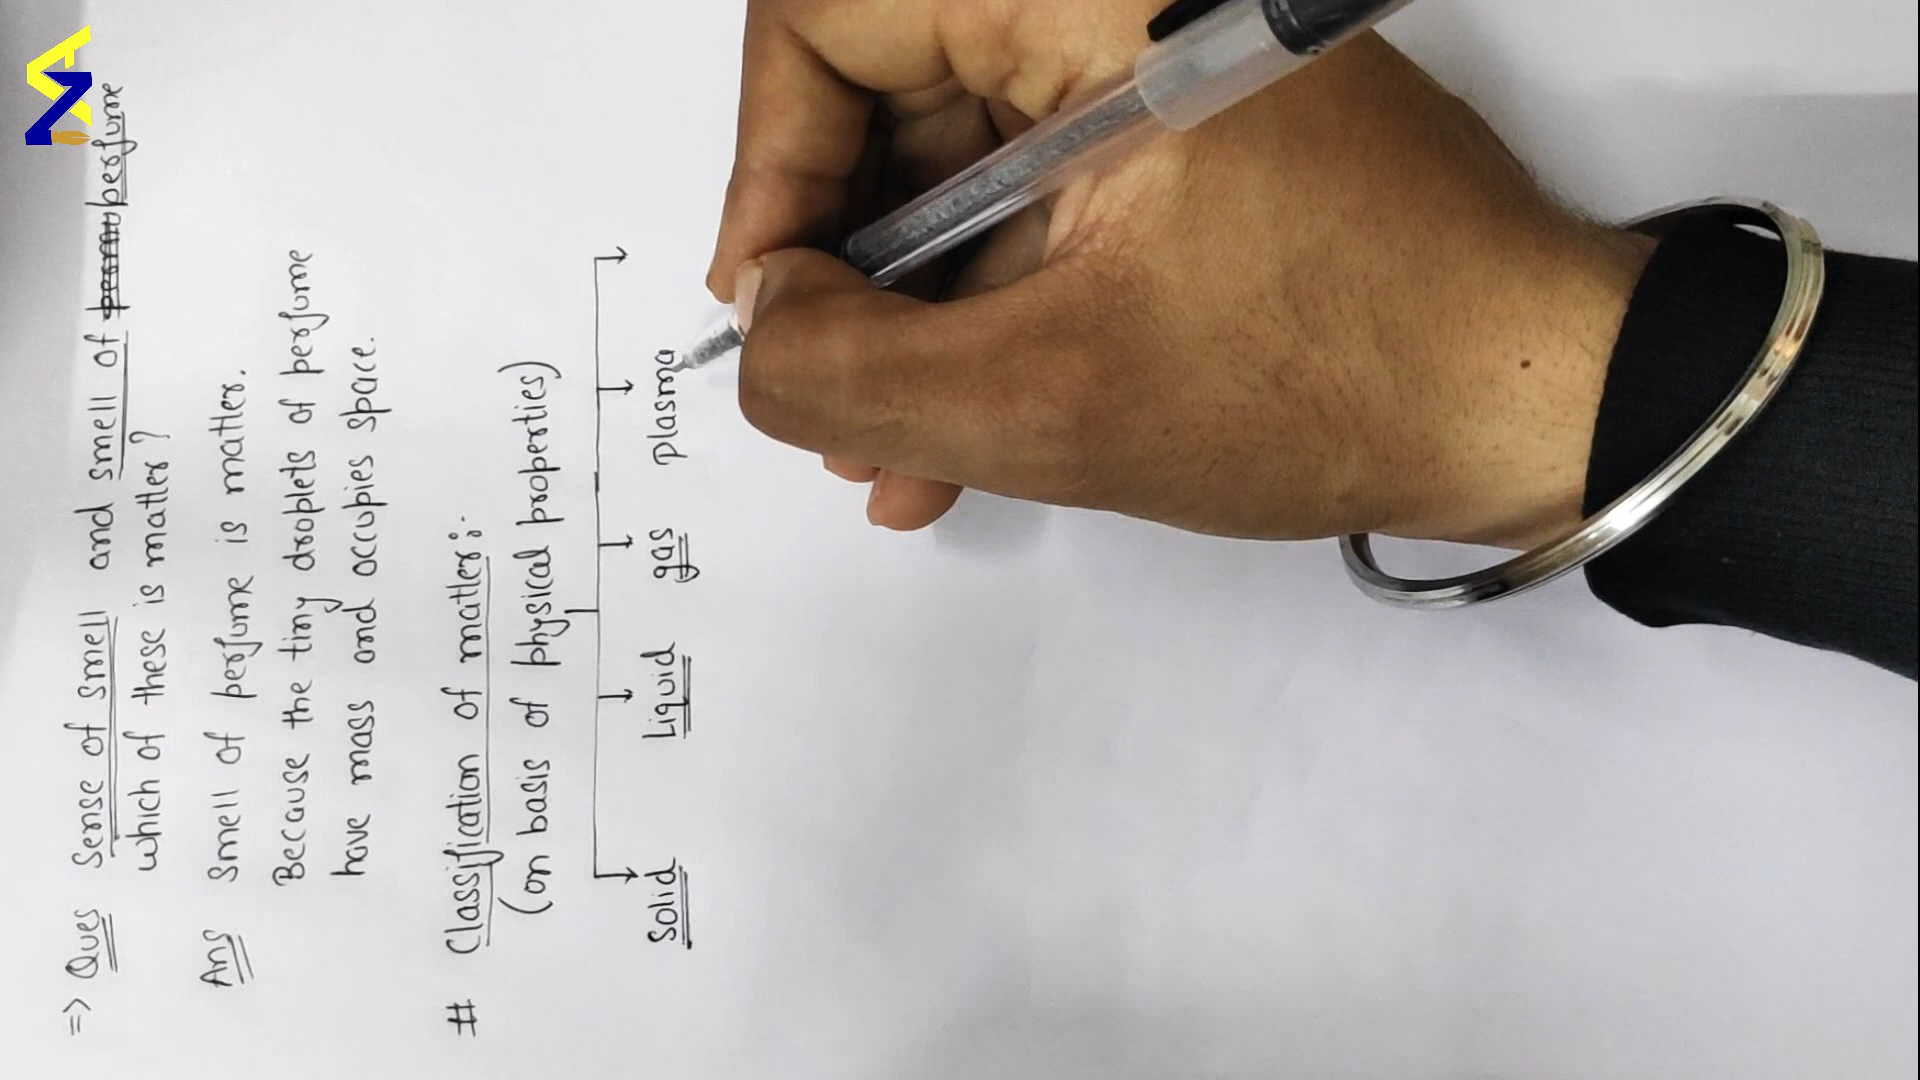 => Ques Sense of smell and smell of perfume
which of these is matter?
Ans Smell of perfume is matter.
Because the tiny droplets of perfume
have mass and occupies space.
# Classification of matter:-
(on basis of physical properties)
Solid Liquid gas Plasma